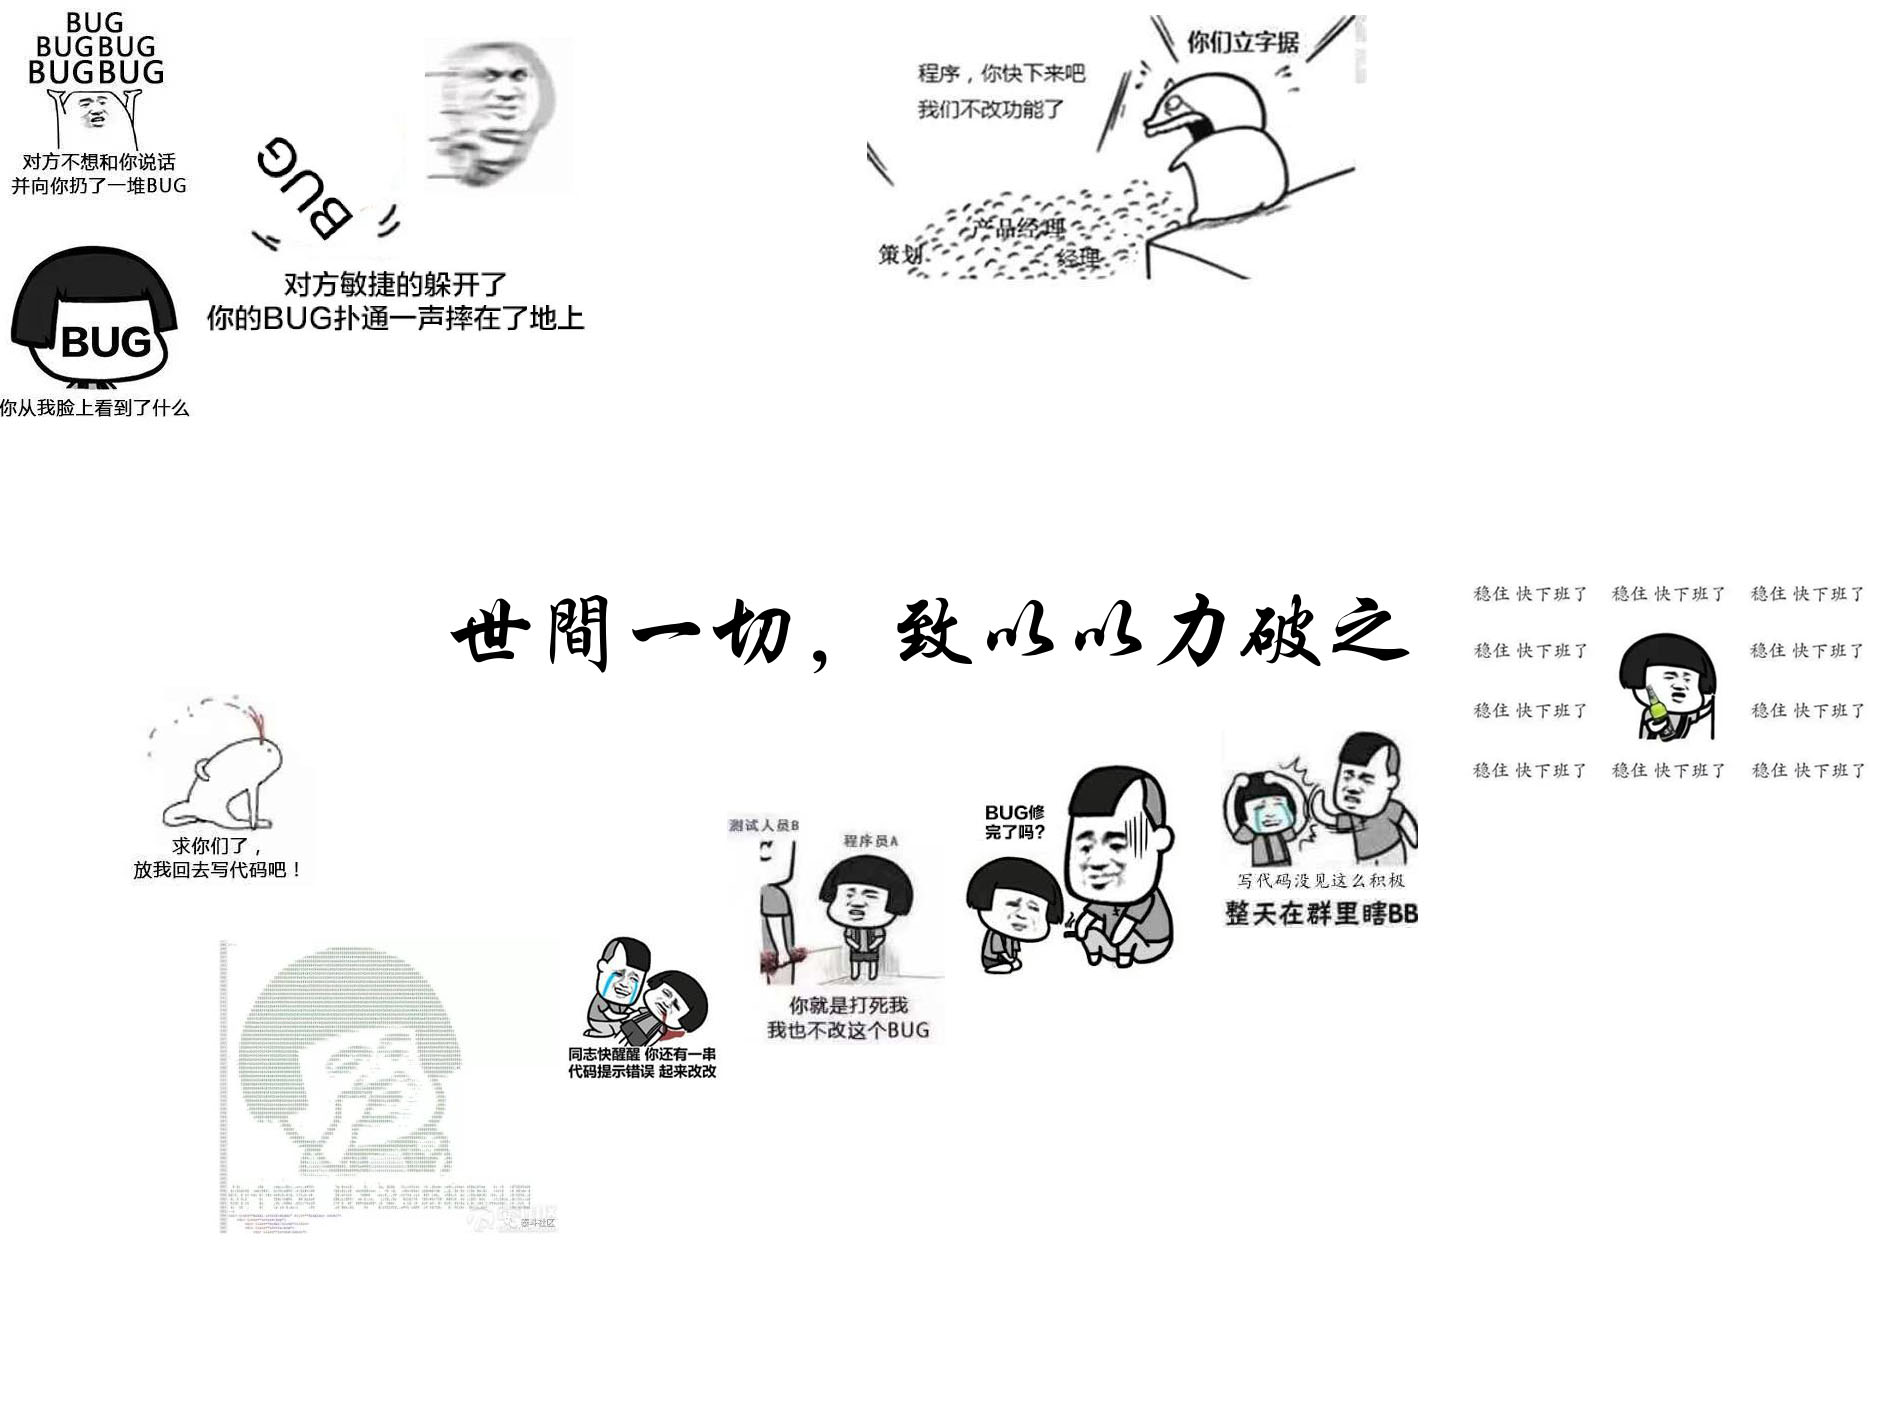 BUG
BUGBUG
BUGBUG
对方不想和你说话
并向你扔了一堆BUG
BUG
对方敏捷的躲开了
你的BUG扑通一声摔在了地上
你们立字据
程序，你快下来吧
我们不改功能了
产品经理
策划
经理
BUG
你从我脸上看到了什么
世間一切，致以以力破之
稳住 快下班了 稳住 快下班了 稳住 快下班了
稳住 快下班了 稳住 快下班了
稳住 快下班了 稳住 快下班了
稳住 快下班了 稳住 快下班了 稳住 快下班了
求你们了，
放我回去写代码吧！
测试人员B
程序员A
你就是打死我
我也不改这个BUG
BUG修
完了吗？
写代码没见这么积极
整天在群里瞎BB
同志快醒醒 你还有一串
代码提示错误 起来改改